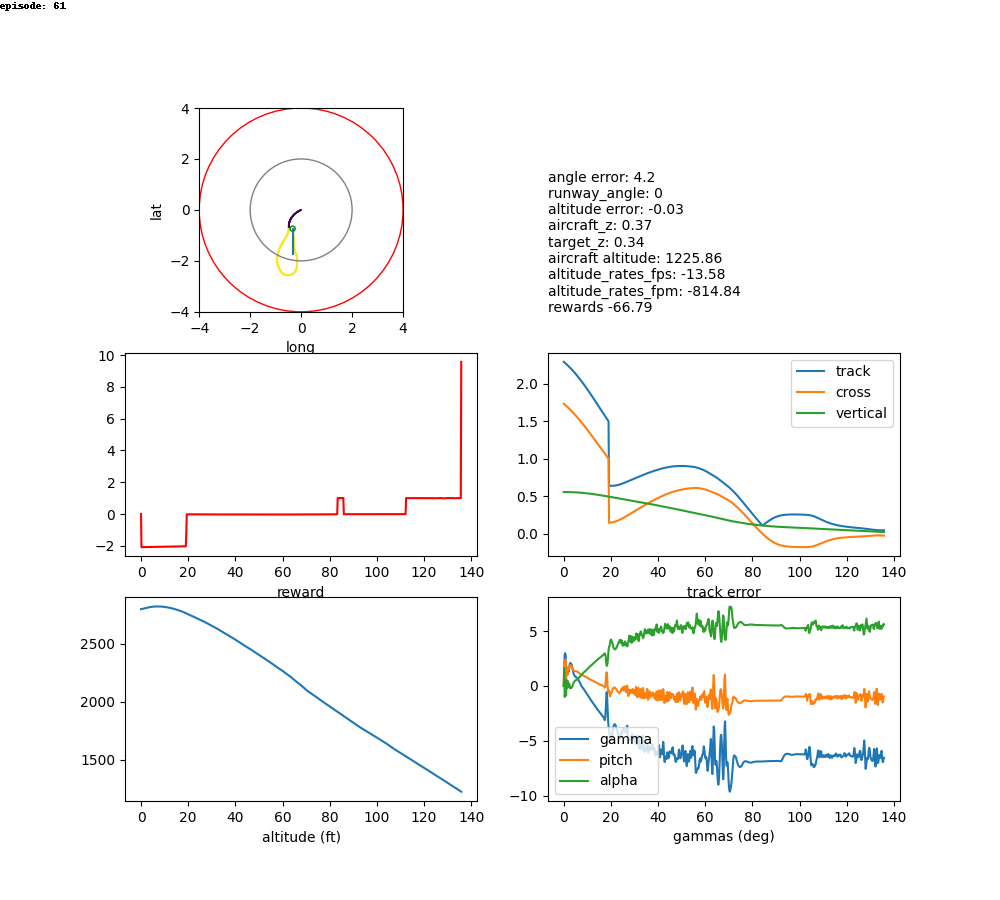 episode: 61
4
2
0
−2
−4
lat
−4 −2 0 2 4
long
angle error: 4.2
runway_angle: 0
altitude error: -0.03
aircraft_z: 0.37
target_z: 0.34
aircraft altitude: 1225.86
altitude_rates_fps: -13.58
altitude_rates_fpm: -814.84
rewards -66.79
10
8
6
4
2
0
−2
0 20 40 60 80 100 120 140
reward
2.0
1.5
1.0
0.5
0.0
track
cross
vertical
0 20 40 60 80 100 120 140
track error
2500
2000
1500
0 20 40 60 80 100 120 140
altitude (ft)
5
0
−5
−10
gamma
pitch
alpha
0 20 40 60 80 100 120 140
gammas (deg)